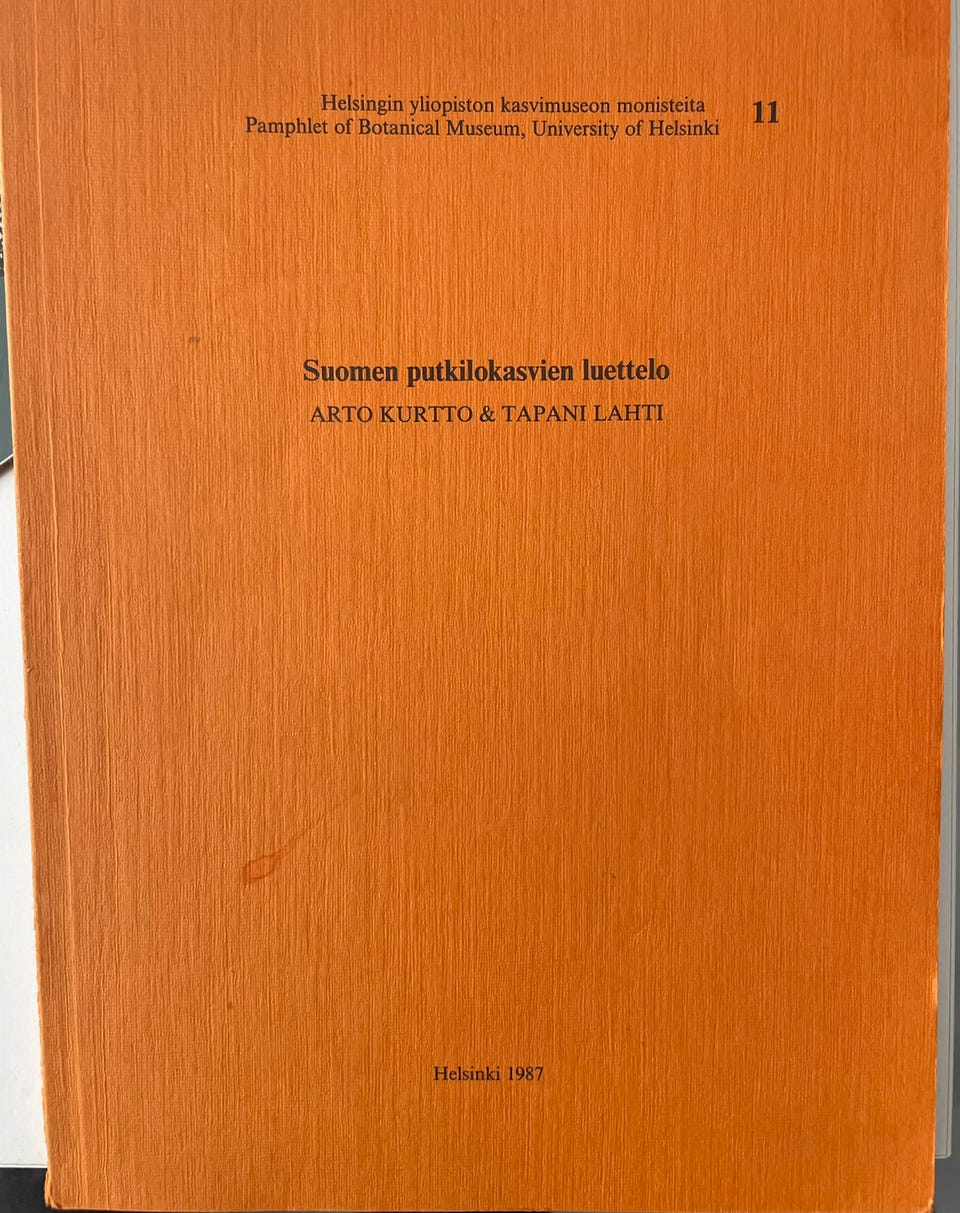 Helsingin yliopiston kasvimuseon monisteita 11
Pamphlet of Botanical Museum, University of Helsinki
Suomen putkilokasvien luettelo
ARTO KURTTO & TAPANI LAHTI
Helsinki 1987